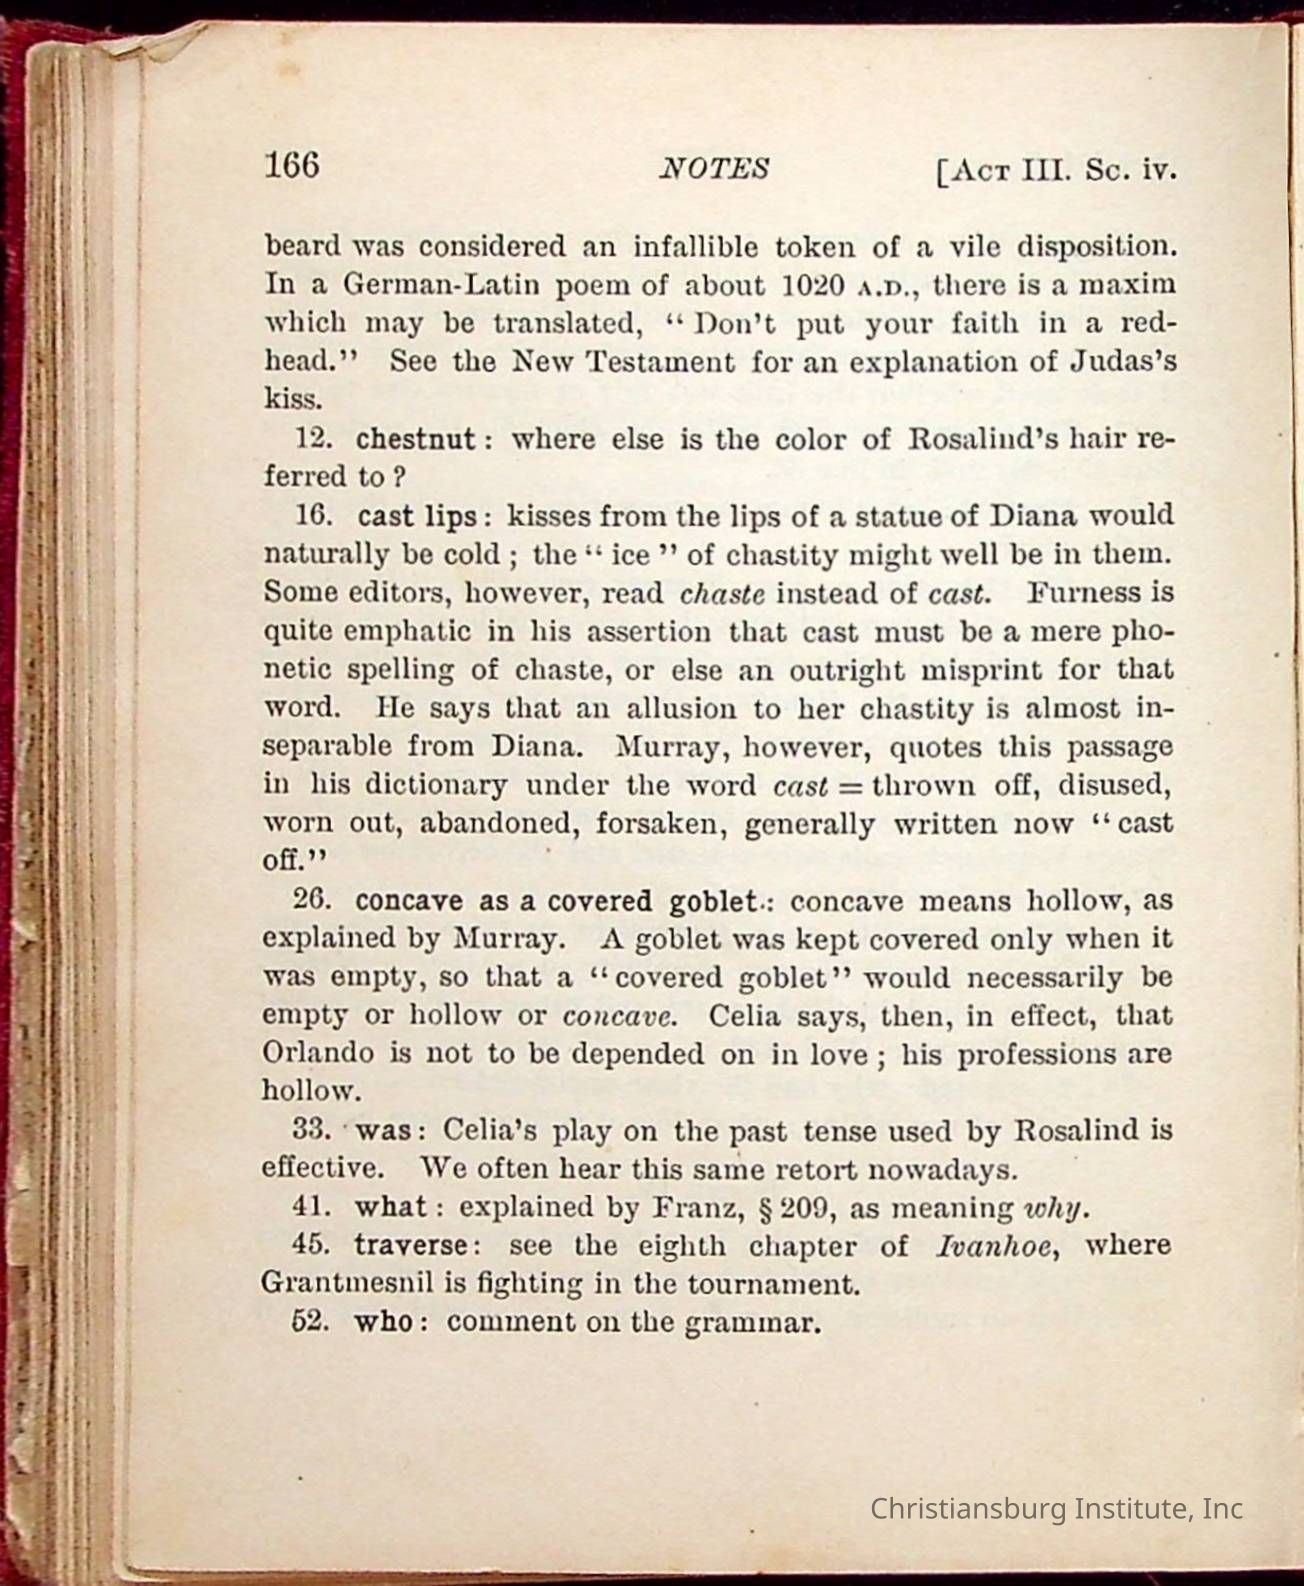 166 NOTES [ACT III. Sc. iv.
beard was considered an infallible token of a vile disposition.
In a German-Latin poem of about 1020 A.D., there is a maxim
which may be translated, “Don’t put your faith in a red-
head.” See the New Testament for an explanation of Judas’s
kiss.
12. chestnut: where else is the color of Rosalind’s hair re-
ferred to?
16. cast lips: kisses from the lips of a statue of Diana would
naturally be cold; the “ice” of chastity might well be in them.
Some editors, however, read chaste instead of cast. Furness is
quite emphatic in his assertion that cast must be a mere pho-
netic spelling of chaste, or else an outright misprint for that
word. He says that an allusion to her chastity is almost in-
separable from Diana. Murray, however, quotes this passage
in his dictionary under the word cast = thrown off, disused,
worn out, abandoned, forsaken, generally written now “cast
off.”
26. concave as a covered goblet: concave means hollow, as
explained by Murray. A goblet was kept covered only when it
was empty, so that a “covered goblet” would necessarily be
empty or hollow or concave. Celia says, then, in effect, that
Orlando is not to be depended on in love; his professions are
hollow.
33. was: Celia’s play on the past tense used by Rosalind is
effective. We often hear this same retort nowadays.
41. what: explained by Franz, § 209, as meaning why.
45. traverse: see the eighth chapter of Ivanhoe, where
Grantmesnil is fighting in the tournament.
52. who: comment on the grammar.
Christiansburg Institute, Inc